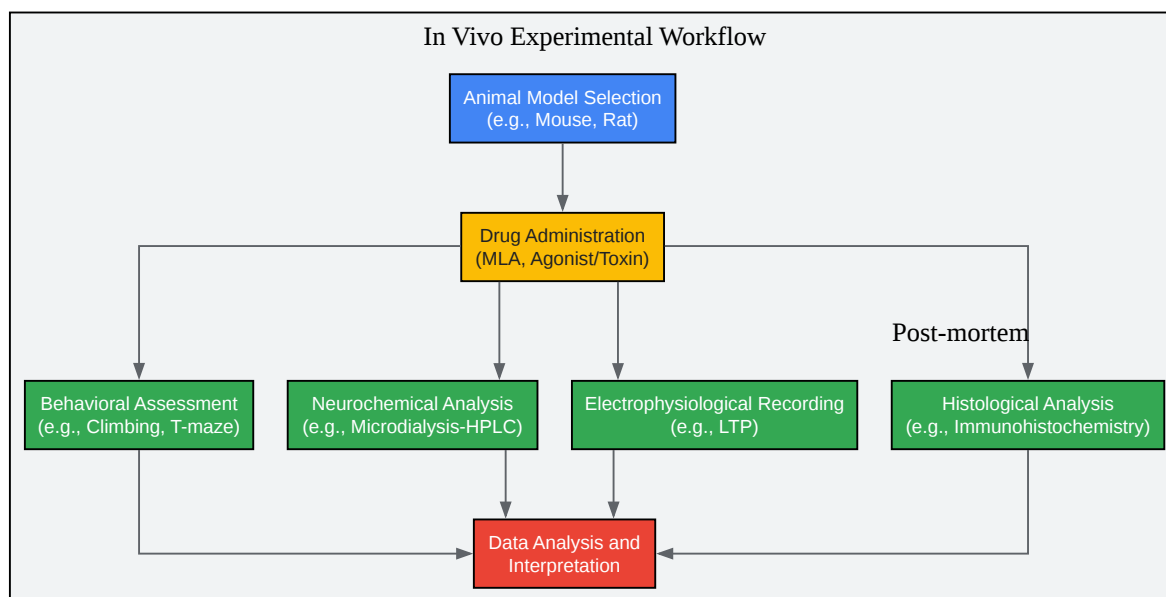 In Vivo Experimental Workflow
Animal Model Selection
(e.g., Mouse, Rat)
Drug Administration
(MLA, Agonist/Toxin)
Post-mortem
Behavioral Assessment
(e.g., Climbing, T-maze)
Neurochemical Analysis
(e.g., Microdialysis-HPLC)
Electrophysiological Recording
(e.g., LTP)
Histological Analysis
(e.g., Immunohistochemistry)
Data Analysis and
Interpretation